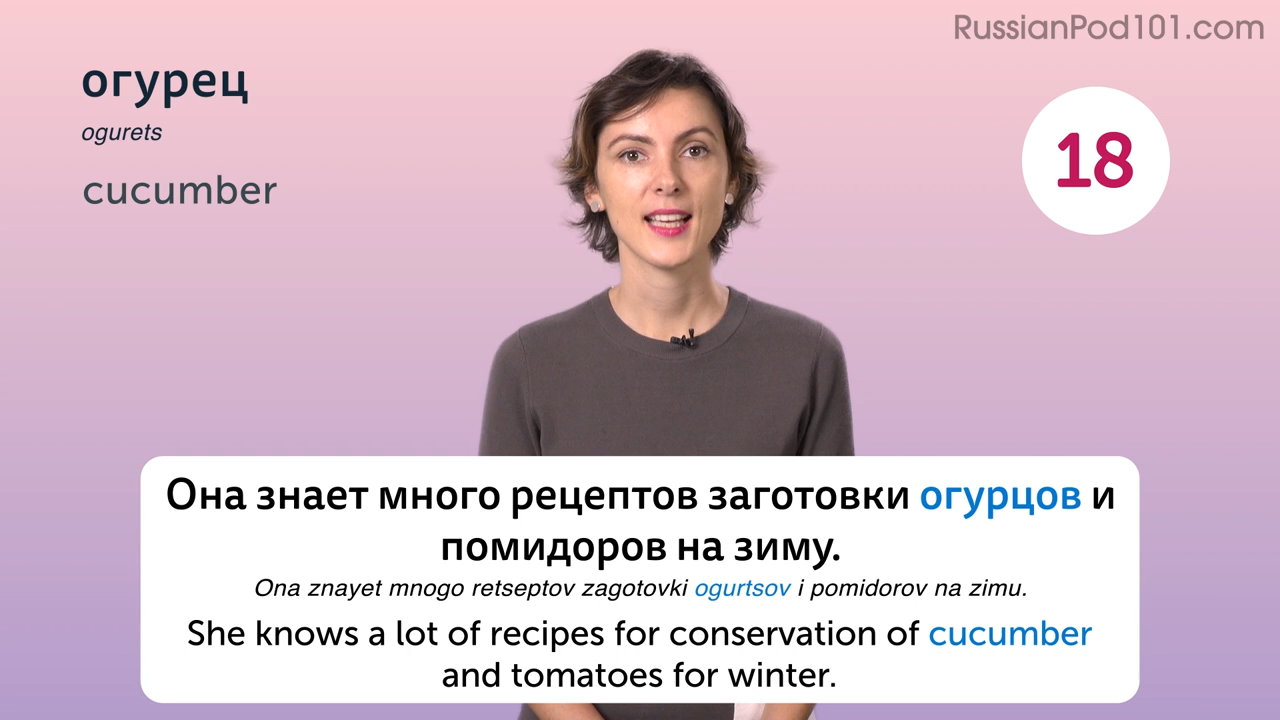 RussianPod101.com
огурец
ogurets
cucumber
18
Она знает много рецептов заготовки огурцов и
помидоров на зиму.
Ona znayet mnogo retseptov zagotovki ogurtsov i pomidorov na zimu.
She knows a lot of recipes for conservation of cucumber
and tomatoes for winter.